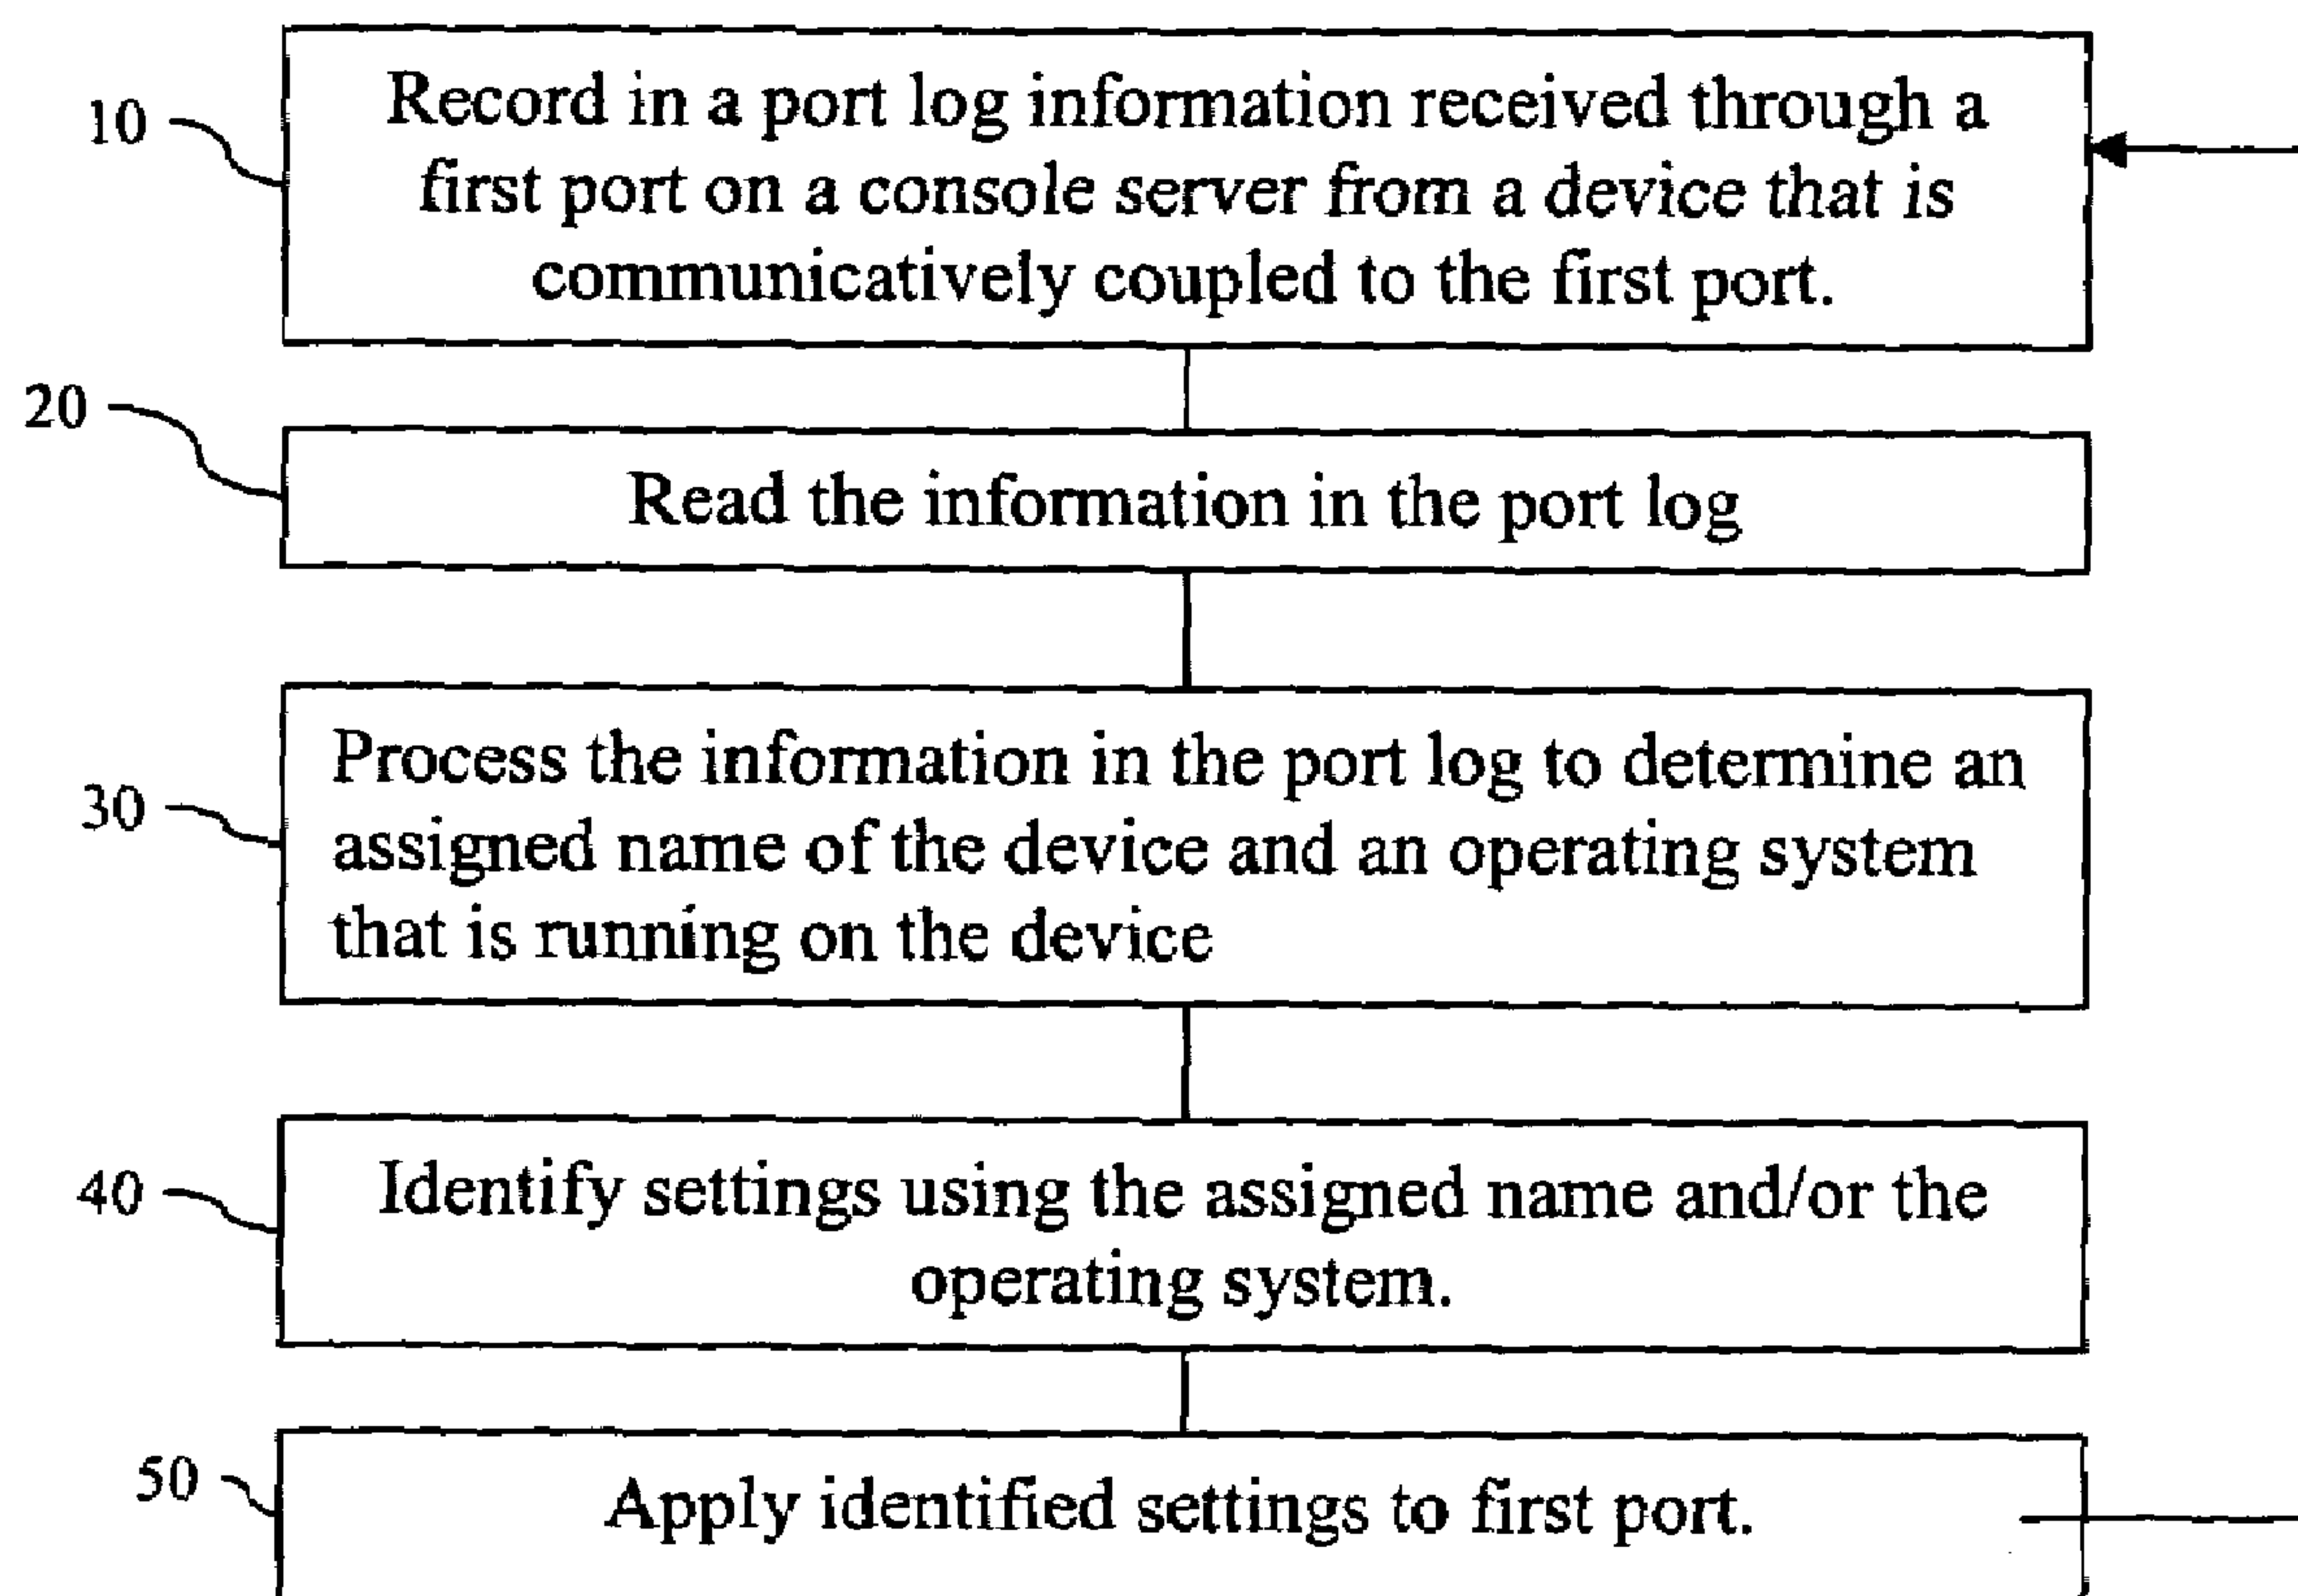 10
Record in a port log information received through a
first port on a console server from a device that is
communicatively coupled to the first port.
20
Read the information in the port log
30
Process the information in the port log to determine an
assigned name of the device and an operating system
that is running on the device
40
Identify settings using the assigned name and/or the
operating system.
50
Apply identified settings to first port.